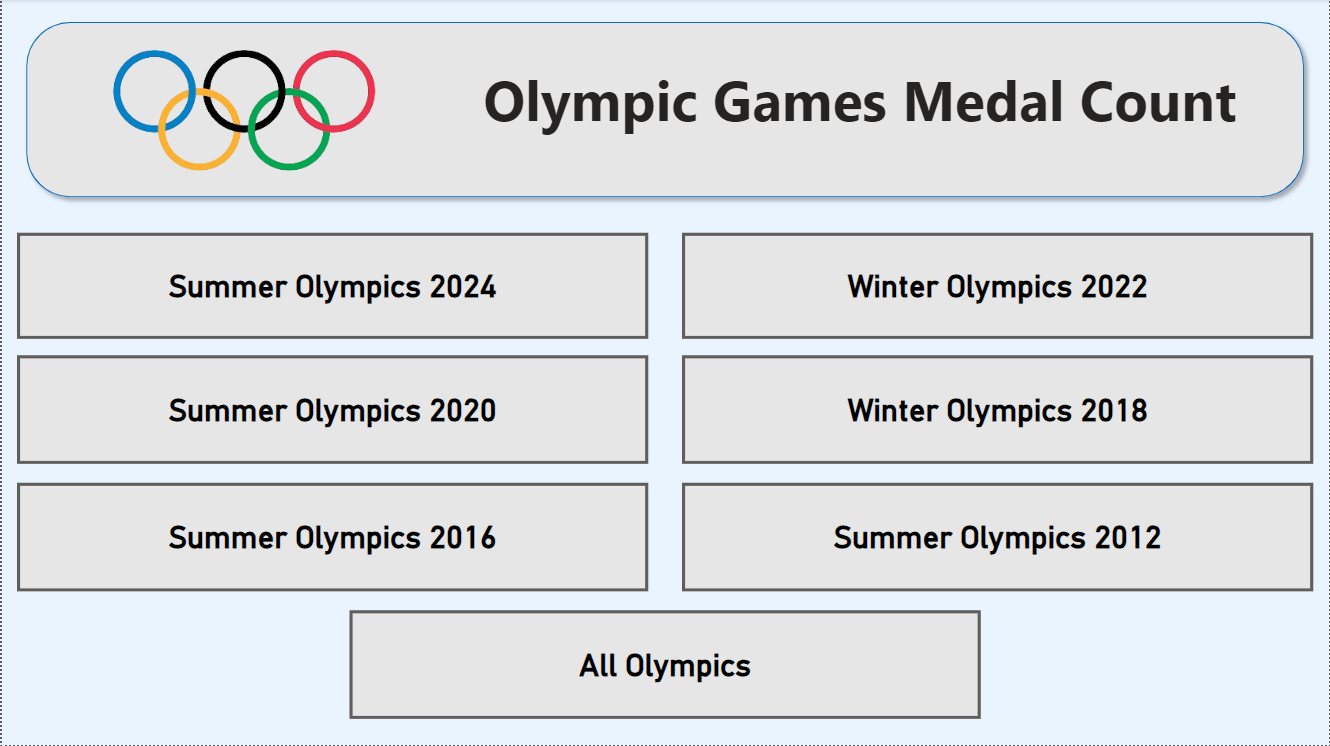 Olympic Games Medal Count
Summer Olympics 2024
Winter Olympics 2022
Summer Olympics 2020
Winter Olympics 2018
Summer Olympics 2016
Summer Olympics 2012
All Olympics